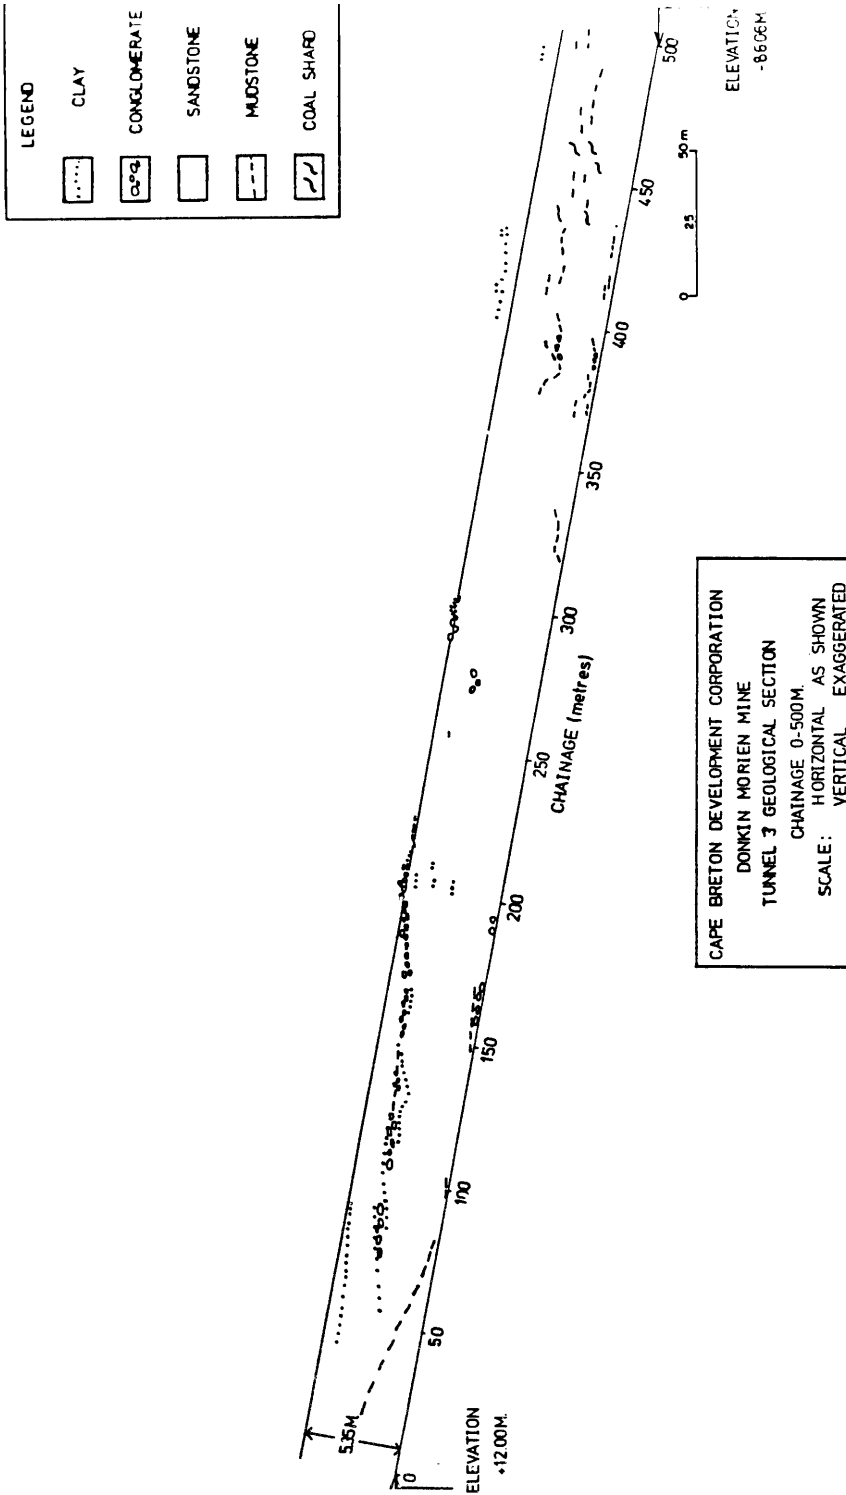 LEGEND
CLAY
CONGLOMERATE
SANDSTONE
MUDSTONE
COAL SHARD
5.35M
0
50
100
150
200
250
300
350
400
450
500
CHAINAGE (metres)
ELEVATION
+12.00M.
ELEVATION
-86.06M
0 25 50m
CAPE BRETON DEVELOPMENT CORPORATION
DONKIN MORIEN MINE
TUNNEL 3 GEOLOGICAL SECTION
CHAINAGE 0-500M.
SCALE: HORIZONTAL AS SHOWN
VERTICAL EXAGGERATED